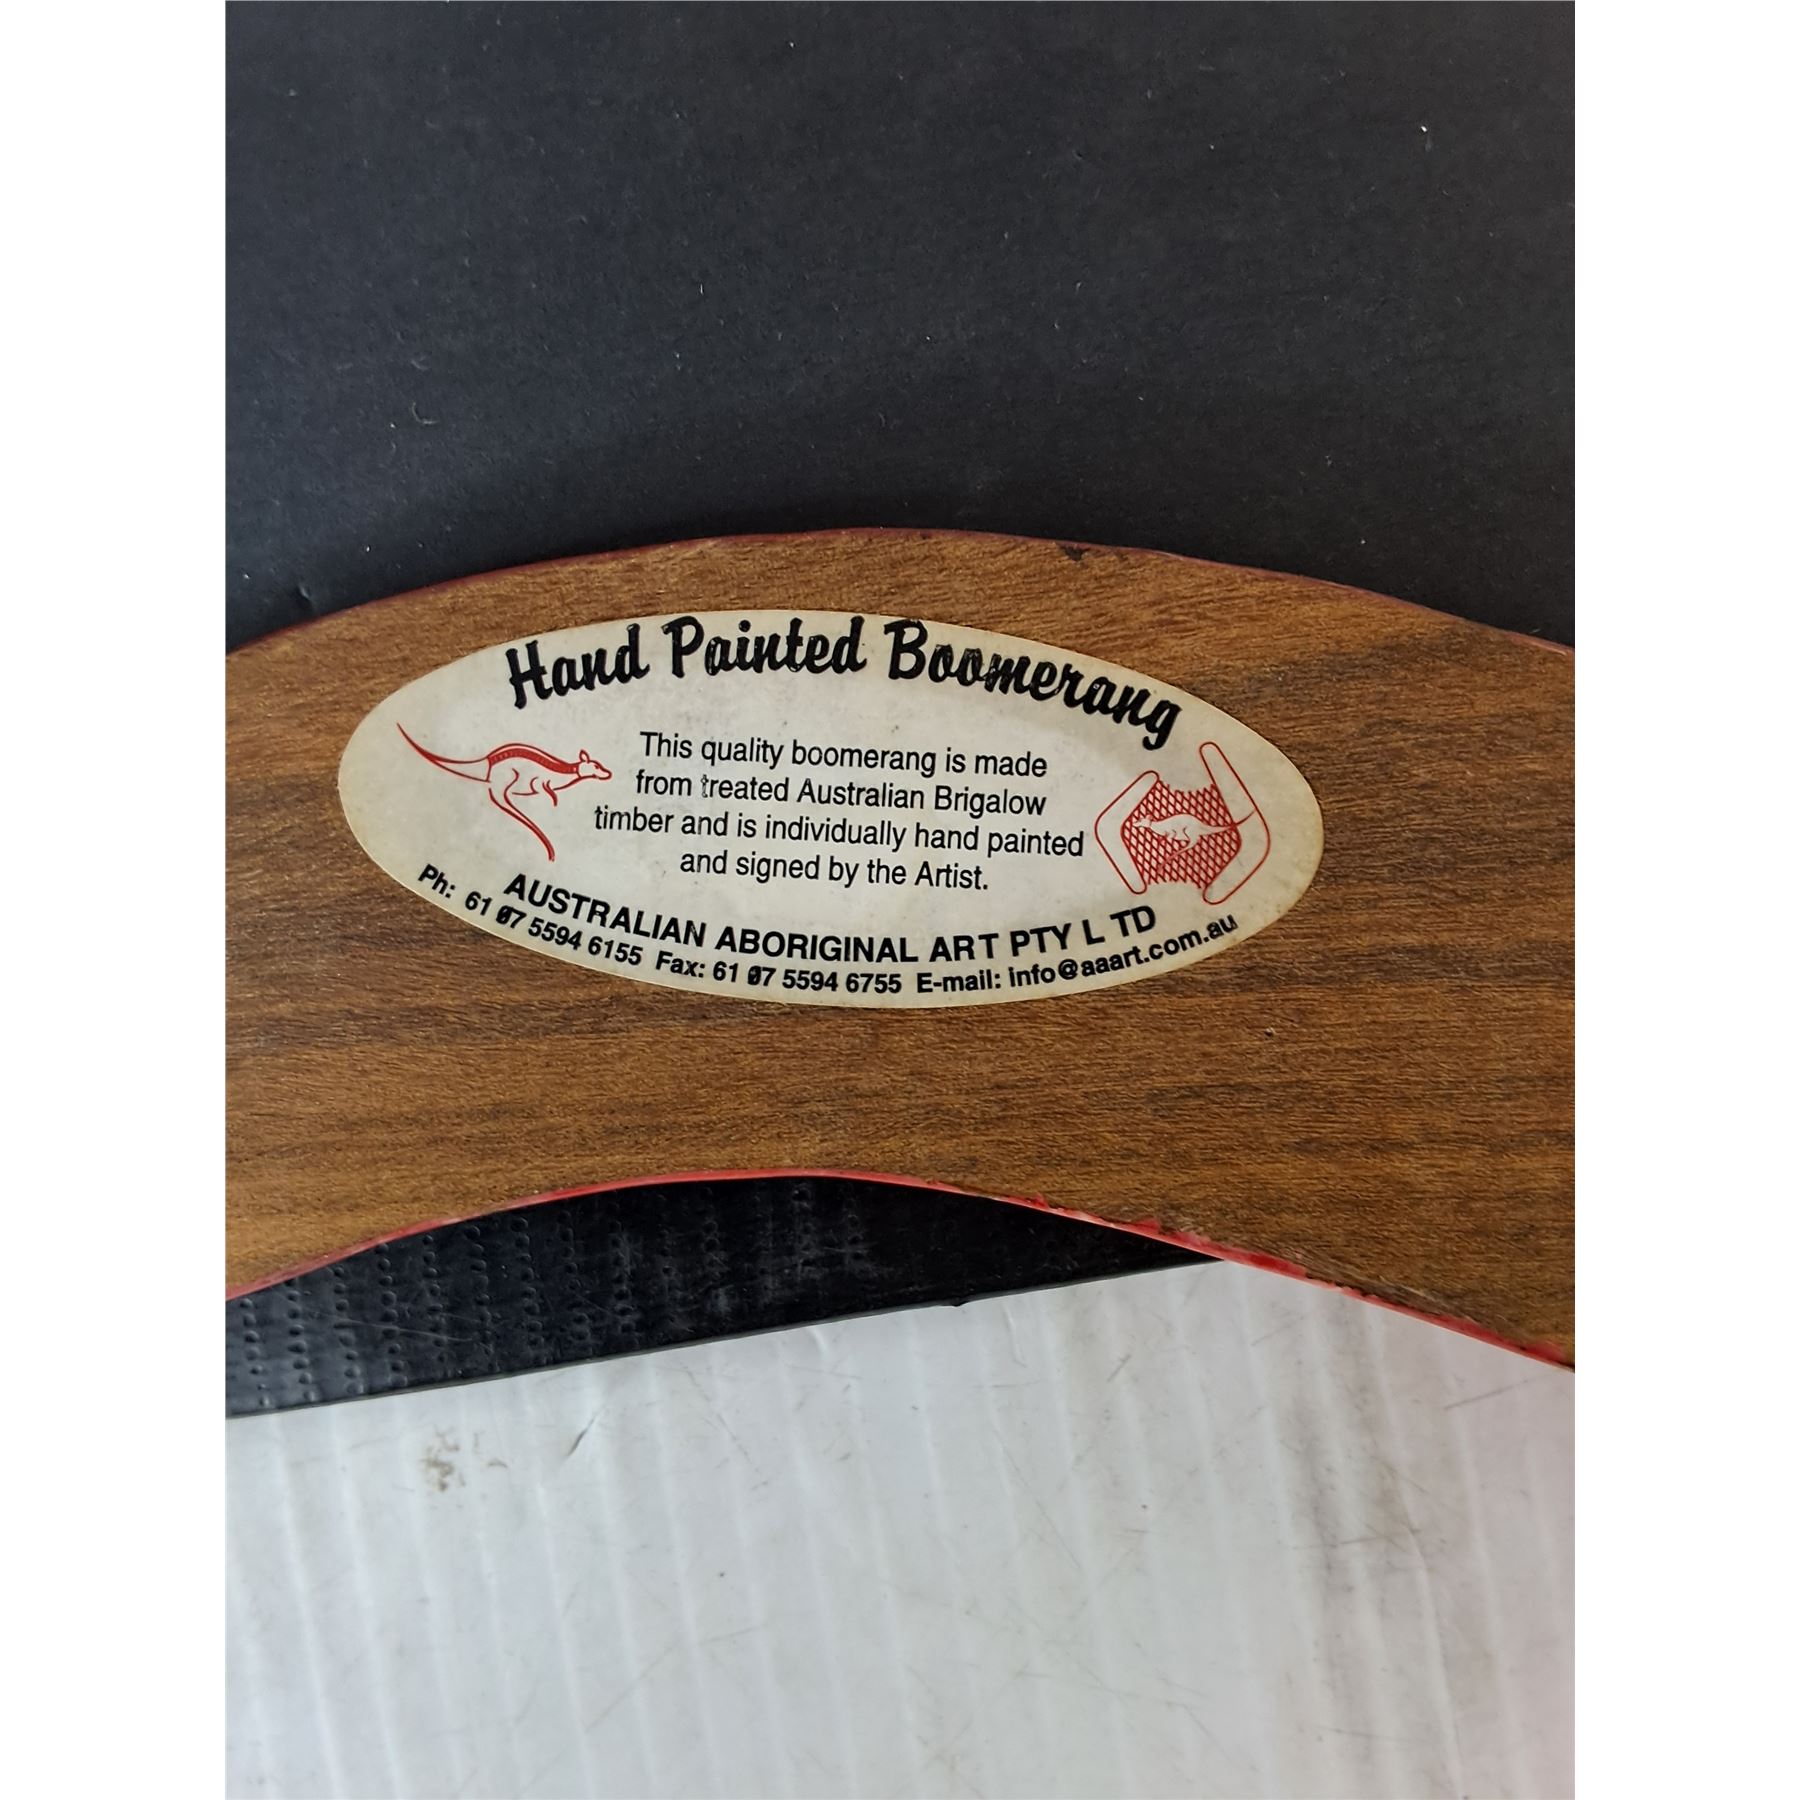 Hand Painted Boomerang
This quality boomerang is made
from treated Australian Brigalow
timber and is individually hand painted
and signed by the Artist.
AUSTRALIAN ABORIGINAL ART PTY L TD
Ph: 61 07 5594 6155 Fax: 61 07 5594 6755 E-mail: info@aaart.com.au